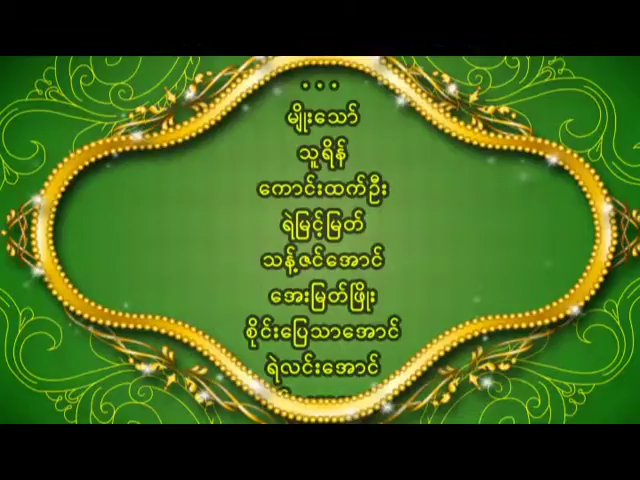 ...
မျိုးသော်
သူရိန်
ကောင်းထက်ဦး
ရဲမြင့်မြတ်
သန့်ဇင်အောင်
အေးမြတ်ဖြိုး
စိုင်းပြေသာအောင်
ရဲလင်းအောင်